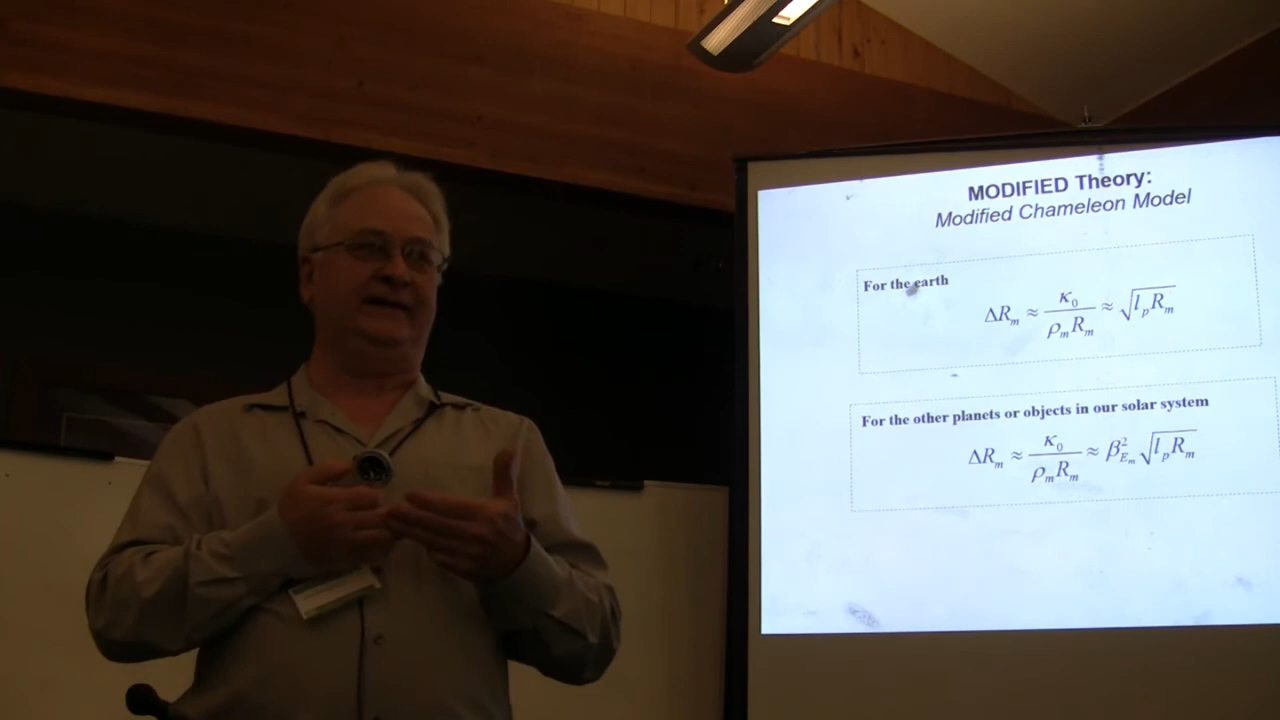 MODIFIED Theory:
Modified Chameleon Model
For the earth
ΔR_m ≈ κ_0 / (ρ_m R_m) ≈ √(l_p R_m)
For the other planets or objects in our solar system
ΔR_m ≈ κ_0 / (ρ_m R_m) ≈ β²_{E_m} √(l_p R_m)